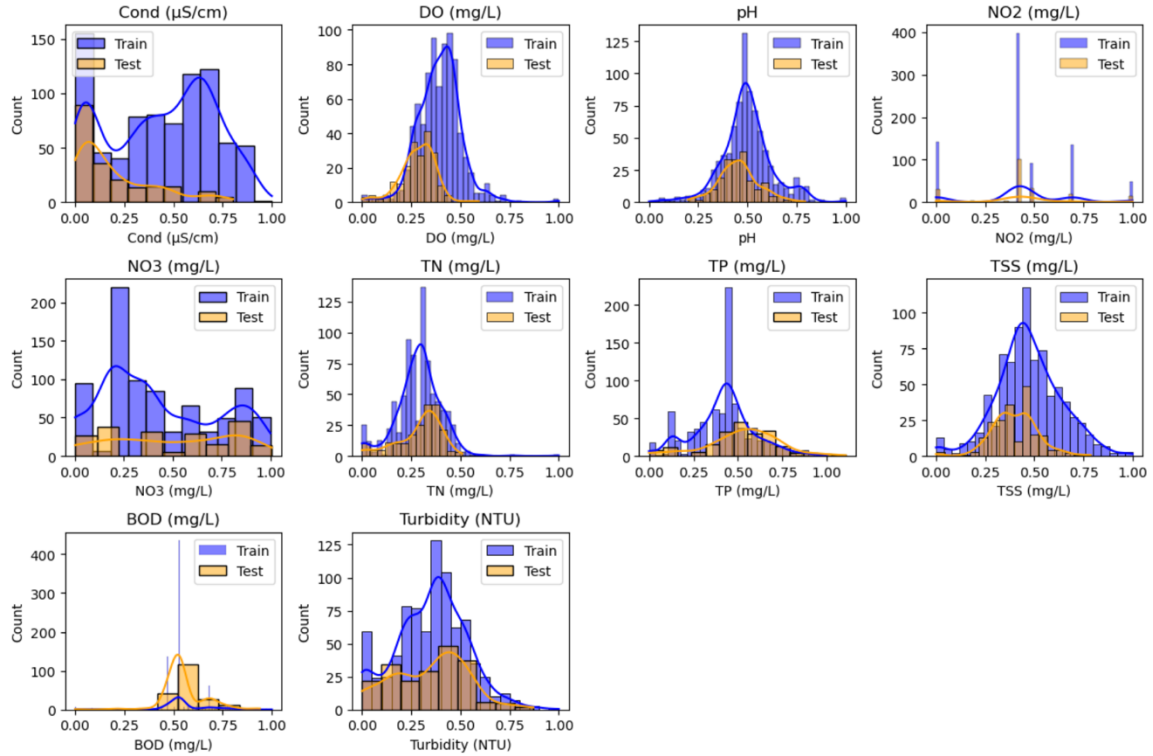 Cond (µS/cm)
Count
150
100
50
0
Train
Test
0.00 0.25 0.50 0.75 1.00
Cond (µS/cm)
DO (mg/L)
Count
100
80
60
40
20
0
Train
Test
0.00 0.25 0.50 0.75 1.00
DO (mg/L)
pH
Count
125
100
75
50
25
0
Train
Test
0.00 0.25 0.50 0.75 1.00
pH
NO2 (mg/L)
Count
400
300
200
100
0
Train
Test
0.00 0.25 0.50 0.75 1.00
NO2 (mg/L)
NO3 (mg/L)
Count
200
150
100
50
0
Train
Test
0.00 0.25 0.50 0.75 1.00
NO3 (mg/L)
TN (mg/L)
Count
125
100
75
50
25
0
Train
Test
0.00 0.25 0.50 0.75 1.00
TN (mg/L)
TP (mg/L)
Count
200
150
100
50
0
Train
Test
0.00 0.25 0.50 0.75 1.00
TP (mg/L)
TSS (mg/L)
Count
100
75
50
25
0
Train
Test
0.00 0.25 0.50 0.75 1.00
TSS (mg/L)
BOD (mg/L)
Count
400
300
200
100
0
Train
Test
0.00 0.25 0.50 0.75 1.00
BOD (mg/L)
Turbidity (NTU)
Count
125
100
75
50
25
0
Train
Test
0.00 0.25 0.50 0.75 1.00
Turbidity (NTU)